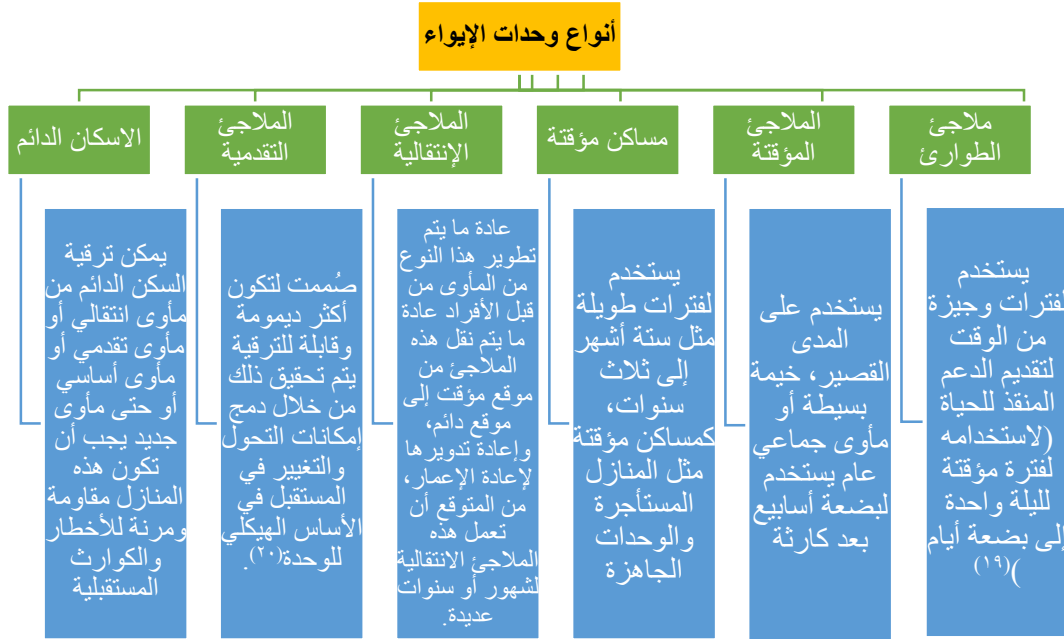 أنواع وحدات الإيواء
ملاجئ
الطوارئ
الملاجئ
المؤقتة
مساكن مؤقتة
الملاجئ
الإنتقالية
الملاجئ
التقدمية
الاسكان الدائم
يستخدم
لفترات وجيزة
من الوقت
لتقديم الدعم
المنقذ للحياة
(لاستخدامه
لفترة مؤقتة
لليلة واحدة
إلى بضعة أيام
)(١٩)
يستخدم على
المدى
القصير، خيمة
بسيطة أو
مأوى جماعي
عام يستخدم
لبضعة أسابيع
بعد كارثة
يستخدم
لفترات طويلة
مثل ستة أشهر
إلى ثلاث
سنوات،
كمساكن مؤقتة
مثل المنازل
المستأجرة
والوحدات
الجاهزة
عادة ما يتم
تطوير هذا النوع
من المأوى من
قبل الأفراد عادة
ما يتم نقل هذه
الملاجئ من
موقع مؤقت إلى
موقع دائم،
وإعادة تدويرها
لإعادة الإعمار,
من المتوقع أن
تعمل هذه
الملاجئ الانتقالية
لشهور أو سنوات
عديدة.
صُممت لتكون
أكثر ديمومة
وقابلة للترقية
يتم تحقيق ذلك
من خلال دمج
إمكانات التحول
والتغيير في
المستقبل في
الأساس الهيكلي
للوحدة(٢٠).
يمكن ترقية
السكن الدائم من
مأوى انتقالي أو
مأوى تقدمي أو
مأوى أساسي
أو حتى مأوى
جديد يجب أن
تكون هذه
المنازل مقاومة
ومرنة للأخطار
والكوارث
المستقبلية